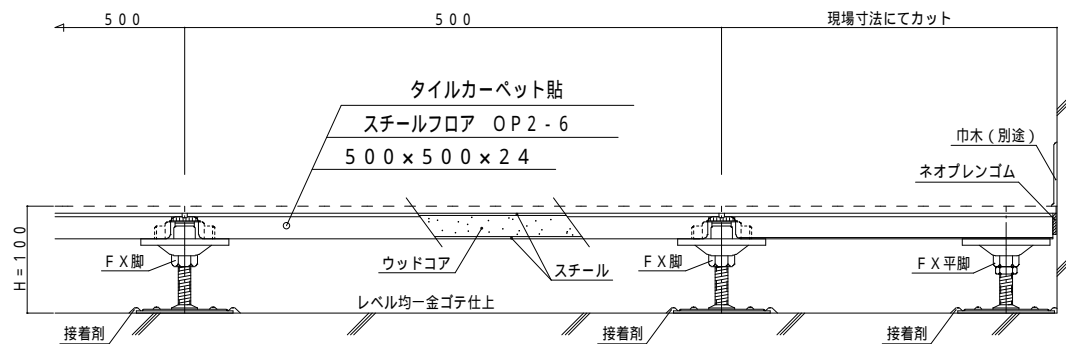 500
500
現場寸法にてカット
タイルカーペット貼
スチールフロア OP2-6
500×500×24
巾木(別途)
ネオプレンゴム
H=100
FX脚
ウッドコア
スチール
FX脚
FX平脚
レベル均一金ゴテ仕上
接着剤
接着剤
接着剤